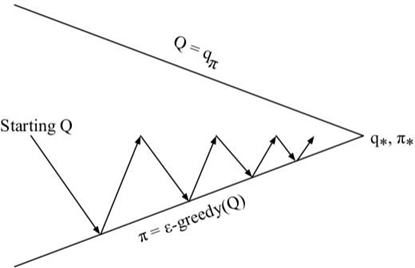 Q = qπ
Starting Q
q*, π*
π = ε-greedy(Q)